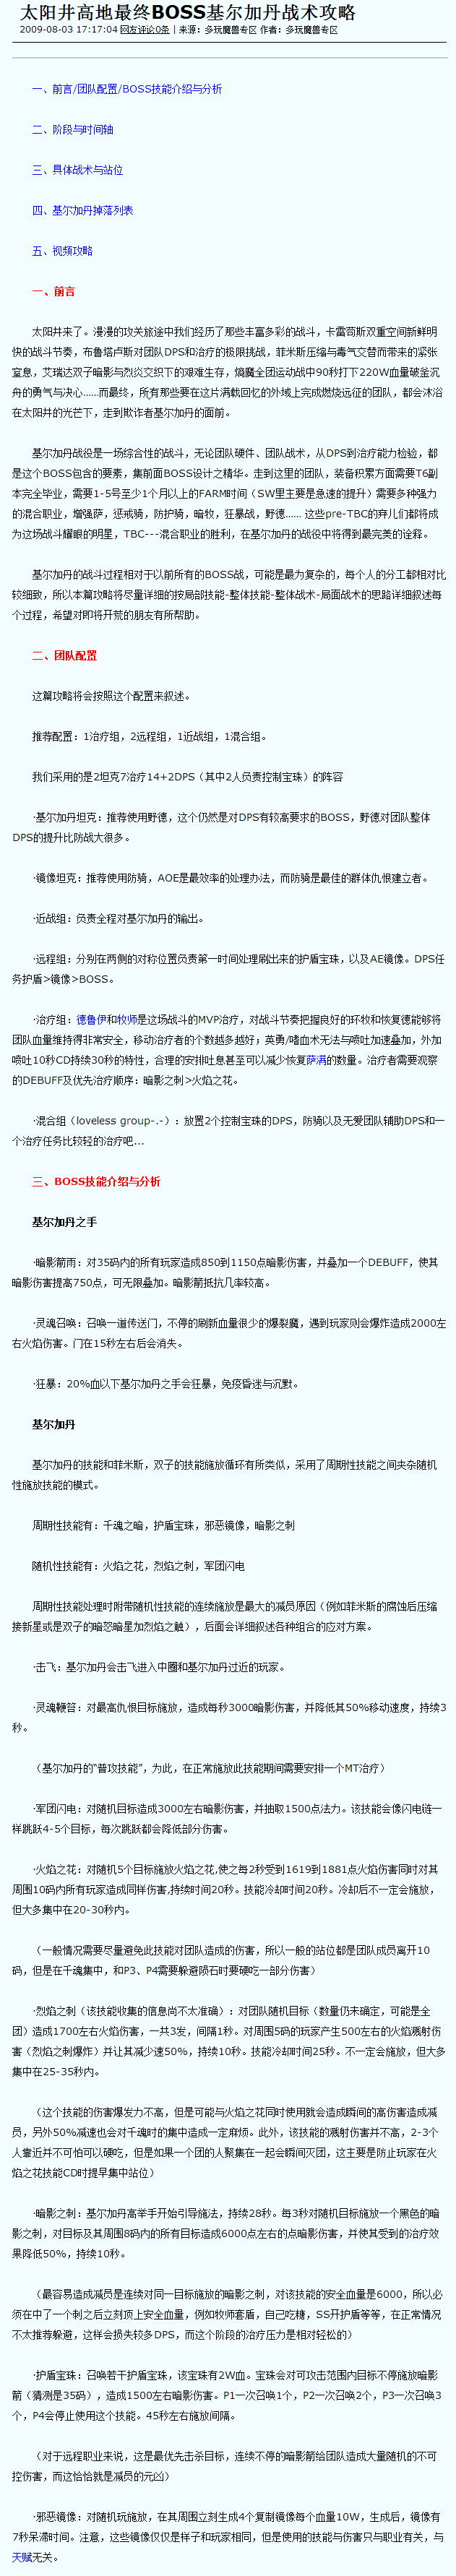 太阳井高地最终BOSS基尔加丹战术攻略
2009-08-03 17:17:04 网友评论0条 | 来源：多玩魔兽专区 作者：多玩魔兽专区
一、前言/团队配置/BOSS技能介绍与分析
二、阶段与时间轴
三、具体战术与站位
四、基尔加丹掉落列表
五、视频攻略
一、前言
太阳井来了。漫漫的攻关旅途中我们经历了那些丰富多彩的战斗，卡雷苟斯双重空间新鲜明
快的战斗节奏，布鲁塔卢斯对团队DPS和治疗的极限挑战，菲米斯压缩与毒气交替而带来的紧张
窒息，艾瑞达双子暗影与烈炎交织下的艰难生存，熵魔全团运动战中90秒打下220W血量破釜沉
舟的勇气与决心……而最终，所有那些要在这片满载回忆的外域上完成燃烧远征的团队，都会沐浴
在太阳井的光芒下，走到欺诈者基尔加丹的面前。
基尔加丹战役是一场综合性的战斗，无论团队硬件、团队战术，从DPS到治疗能力检验，都
是这个BOSS包含的要素，集前面BOSS设计之精华。走到这里的团队，装备积累方面需要T6副
本完全毕业，需要1-5号至少1个月以上的FARM时间（SW里主要是急速的提升）需要多种强力
的混合职业，增强萨，惩戒骑，防护骑，暗牧，狂暴战，野德…… 这些pre-TBC的弃儿们都将成
为这场战斗耀眼的明星，TBC---混合职业的胜利，在基尔加丹的战役中将得到最完美的诠释。
基尔加丹的战斗过程相对于以前所有的BOSS战，可能是最为复杂的，每个人的分工都相对比
较细致，所以本篇攻略将尽量详细的按局部技能-整体技能-整体战术-局面战术的思路详细叙述每
个过程，希望对即将开荒的朋友有所帮助。
二、团队配置
这篇攻略将会按照这个配置来叙述。
推荐配置：1治疗组，2远程组，1近战组，1混合组。
我们采用的是2坦克7治疗14+2DPS（其中2人负责控制宝珠）的阵容
·基尔加丹坦克：推荐使用野德，这个仍然是对DPS有较高要求的BOSS，野德对团队整体
DPS的提升比防战大很多。
·镜像坦克：推荐使用防骑，AOE是最效率的处理办法，而防骑是最佳的群体仇恨建立者。
·近战组：负责全程对基尔加丹的输出。
·远程组：分别在两侧的对称位置负责第一时间处理刷出来的护盾宝珠，以及AE镜像。DPS任
务护盾>镜像>BOSS。
·治疗组：德鲁伊和牧师是这场战斗的MVP治疗，对战斗节奏把握良好的环牧和恢复德能够将
团队血量维持得非常安全，移动治疗者的个数越多越好；英勇/嗜血术无法与喷吐加速叠加，外加
喷吐10秒CD持续30秒的特性，合理的安排吐息甚至可以减少恢复萨满的数量。治疗者需要观察
的DEBUFF及优先治疗顺序：暗影之刺>火焰之花。
·混合组（loveless group-.-）：放置2个控制宝珠的DPS，防骑以及无爱团队辅助DPS和一
个治疗任务比较轻的治疗吧...
三、BOSS技能介绍与分析
基尔加丹之手
·暗影箭雨：对35码内的所有玩家造成850到1150点暗影伤害，并叠加一个DEBUFF，使其
暗影伤害提高750点，可无限叠加。暗影箭抵抗几率较高。
·灵魂召唤：召唤一道传送门，不停的刷新血量很少的爆裂魔，遇到玩家则会爆炸造成2000左
右火焰伤害。门在15秒左右后会消失。
·狂暴：20%血以下基尔加丹之手会狂暴，免疫昏迷与沉默。
基尔加丹
基尔加丹的技能和菲米斯，双子的技能施放循环有所类似，采用了周期性技能之间夹杂随机
性施放技能的模式。
周期性技能有：千魂之暗，护盾宝珠，邪恶镜像，暗影之刺
随机性技能有：火焰之花，烈焰之刺，军团闪电
周期性技能处理时附带随机性技能的连续施放是最大的减员原因（例如菲米斯的腐蚀后压缩
接新星或是双子的暗怒暗星加烈焰之触），后面会详细叙述各种组合的应对方案。
·击飞：基尔加丹会击飞进入中圈和基尔加丹过近的玩家。
·灵魂鞭笞：对最高仇恨目标施放，造成每秒3000暗影伤害，并降低其50%移动速度，持续3
秒。
（基尔加丹的“普攻技能”，为此，在正常施放此技能期间需要安排一个MT治疗）
·军团闪电：对随机目标造成3000左右暗影伤害，并抽取1500点法力。该技能会像闪电链一
样跳跃4-5个目标，每次跳跃都会降低部分伤害。
·火焰之花：对随机5个目标施放火焰之花,使之每2秒受到1619到1881点火焰伤害同时对其
周围10码内所有玩家造成同样伤害,持续时间20秒。技能冷却时间20秒。冷却后不一定会施放，
但大多集中在20-30秒内。
（一般情况需要尽量避免此技能对团队造成的伤害，所以一般的站位都是团队成员离开10
码，但是在千魂集中，和P3、P4需要躲避陨石时要硬吃一部分伤害）
·烈焰之刺（该技能收集的信息尚不太准确）：对团队随机目标（数量仍未确定，可能是全
团）造成1700左右火焰伤害，一共3发，间隔1秒。对周围5码的玩家产生500左右的火焰溅射伤
害（烈焰之刺爆炸）并让其减少速50%，持续10秒。技能冷却时间25秒。不一定会施放，但大多
集中在25-35秒内。
（这个技能的伤害爆发力不高，但是可能与火焰之花同时使用就会造成瞬间的高伤害造成减
员，另外50%减速也会对千魂时的集中造成一定麻烦。此外，该技能的溅射伤害并不高，2-3个
人靠近并不可怕可以硬吃，但是如果一个团的人聚集在一起会瞬间灭团，这主要是防止玩家在火
焰之花技能CD时提早集中站位）
·暗影之刺：基尔加丹高举手开始引导施法，持续28秒。每3秒对随机目标施放一个黑色的暗
影之刺，对目标及其周围8码内的所有目标造成6000点左右的点暗影伤害，并使其受到的治疗效
果降低50%，持续10秒。
（最容易造成减员是连续对同一目标施放的暗影之刺，对该技能的安全血量是6000，所以必
须在中了一个刺之后立刻顶上安全血量，例如牧师套盾，自己吃糖，SS开护盾等等，在正常情况
不太推荐躲避，这样会损失较多DPS，而这个阶段的治疗压力是相对轻松的）
·护盾宝珠：召唤若干护盾宝珠，该宝珠有2W血。宝珠会对可攻击范围内目标不停施放暗影
箭（猜测是35码），造成1500左右暗影伤害。P1一次召唤1个，P2一次召唤2个，P3一次召唤3
个，P4会停止使用这个技能。45秒左右施放间隔。
（对于远程职业来说，这是最优先击杀目标，连续不停的暗影箭给团队造成大量随机的不可
控伤害，而这恰恰就是减员的元凶）
·邪恶镜像：对随机玩施放，在其周围立刻生成4个复制镜像每个血量10W，生成后，镜像有
7秒呆滞时间。注意，这些镜像仅仅是样子和玩家相同，但是使用的技能与伤害只与职业有关，与
天赋无关。